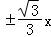 ± √3/3 x